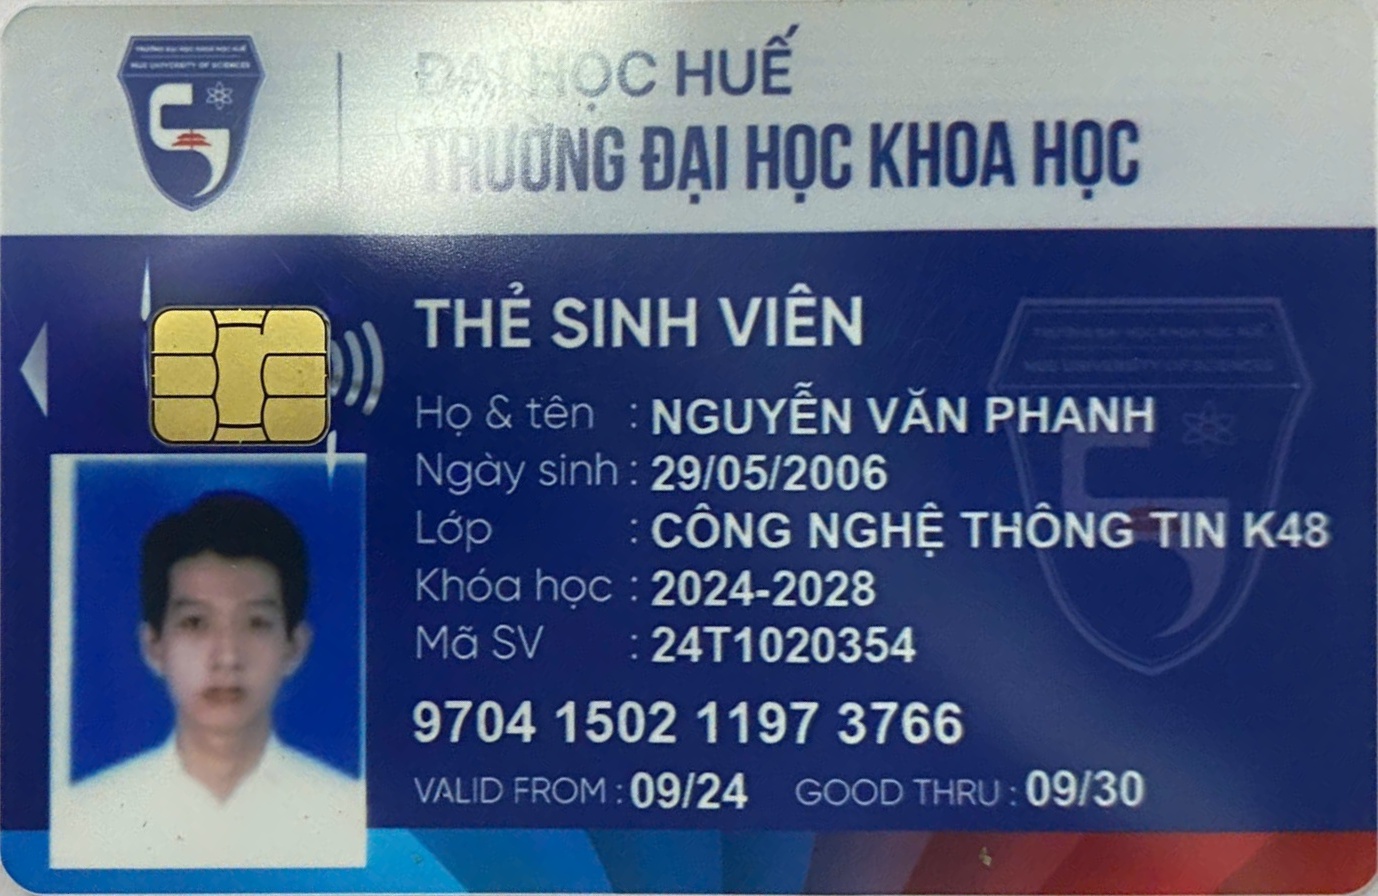 TRƯỜNG ĐẠI HỌC KHOA HỌC HUẾ
HUE UNIVERSITY OF SCIENCES
ĐẠI HỌC HUẾ
TRƯỜNG ĐẠI HỌC KHOA HỌC
THẺ SINH VIÊN
Họ & tên : NGUYỄN VĂN PHANH
Ngày sinh : 29/05/2006
Lớp : CÔNG NGHỆ THÔNG TIN K48
Khóa học : 2024-2028
Mã SV : 24T1020354
9704 1502 1197 3766
VALID FROM : 09/24 GOOD THRU : 09/30
TRƯỜNG ĐẠI HỌC KHOA HỌC HUẾ
HUE UNIVERSITY OF SCIENCES